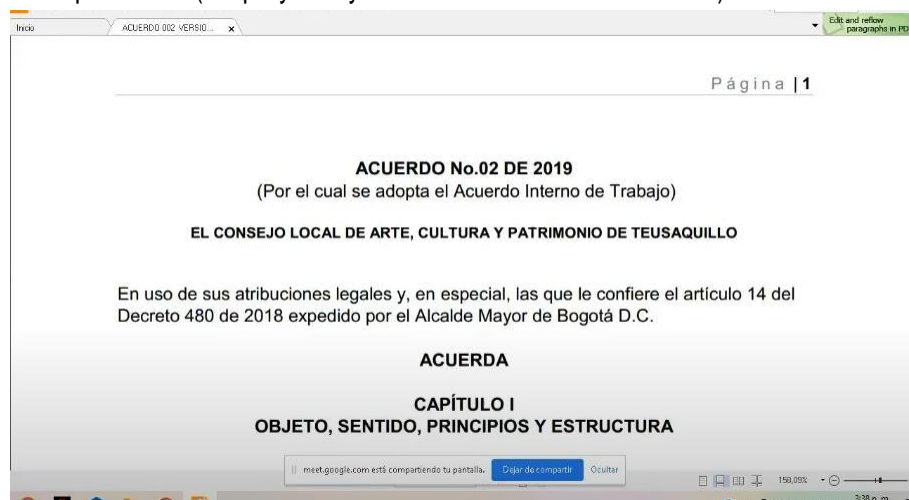 Inicio
ACUERDO 002 VERSIO...
Edit and reflow
paragraphs in PD
Página |1
ACUERDO No.02 DE 2019
(Por el cual se adopta el Acuerdo Interno de Trabajo)
EL CONSEJO LOCAL DE ARTE, CULTURA Y PATRIMONIO DE TEUSAQUILLO
En uso de sus atribuciones legales y, en especial, las que le confiere el artículo 14 del
Decreto 480 de 2018 expedido por el Alcalde Mayor de Bogotá D.C.
ACUERDA
CAPÍTULO I
OBJETO, SENTIDO, PRINCIPIOS Y ESTRUCTURA
meet.google.com está compartiendo tu pantalla. Dejar de compartir Ocultar
150,09%
3:38 p. m.